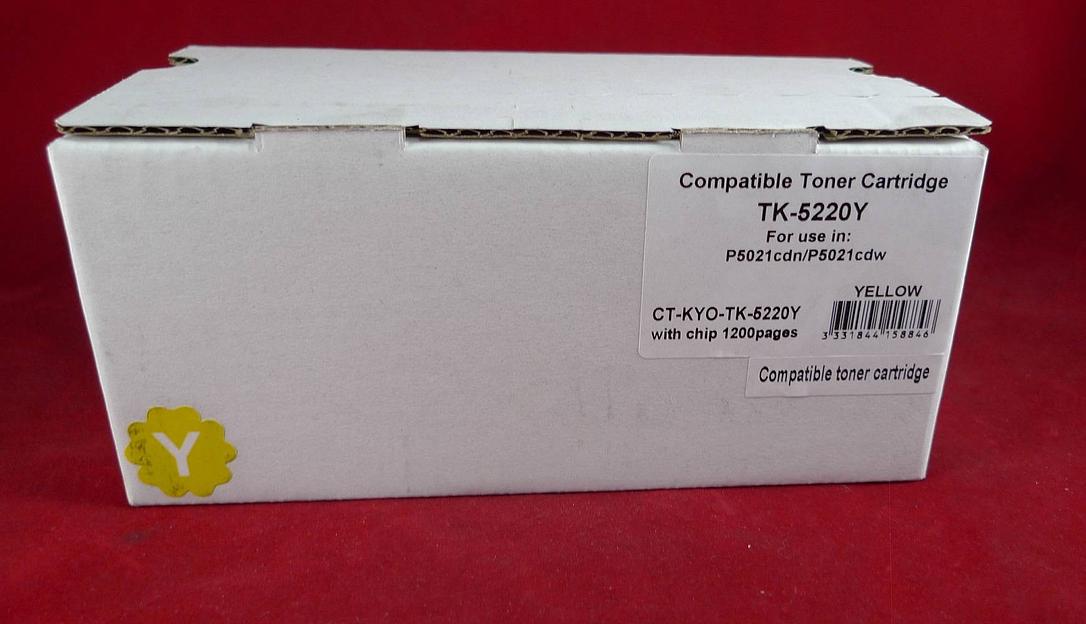 Compatible Toner Cartridge
TK-5220Y
For use in:
P5021cdn/P5021cdw
YELLOW
CT-KYO-TK-5220Y
with chip 1200pages
3 331844 158846
Compatible toner cartridge
Y